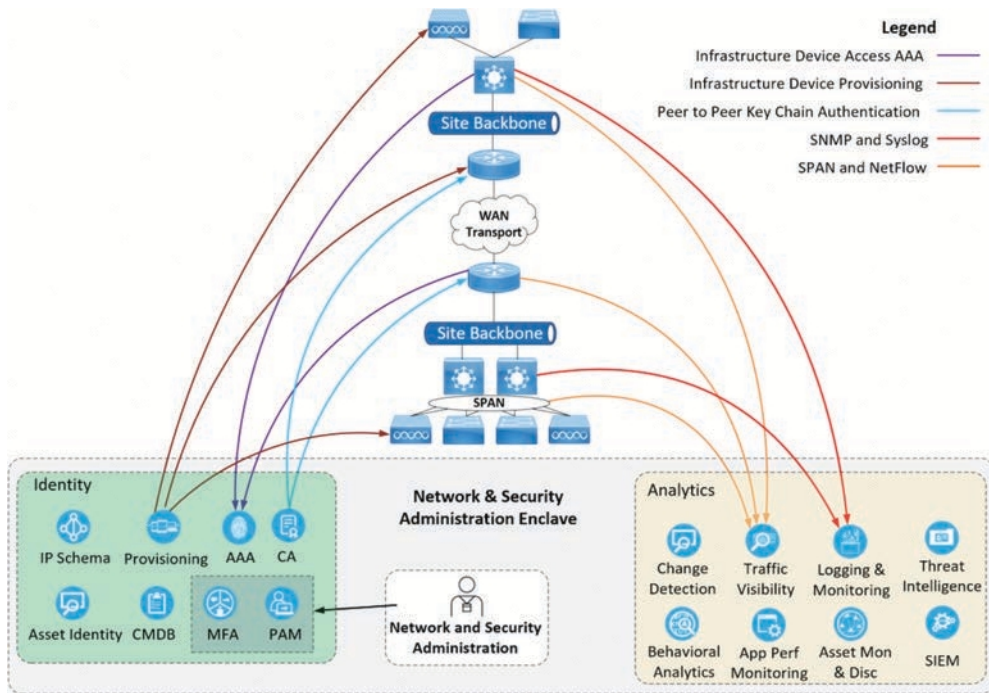 Legend
Infrastructure Device Access AAA
Infrastructure Device Provisioning
Peer to Peer Key Chain Authentication
SNMP and Syslog
SPAN and NetFlow
Site Backbone
WAN
Transport
Site Backbone
SPAN
Identity
IP Schema
Provisioning
AAA
CA
Asset Identity
CMDB
MFA
PAM
Network & Security
Administration Enclave
Network and Security
Administration
Analytics
Change
Detection
Traffic
Visibility
Logging &
Monitoring
Threat
Intelligence
Behavioral
Analytics
App Perf
Monitoring
Asset Mon
& Disc
SIEM